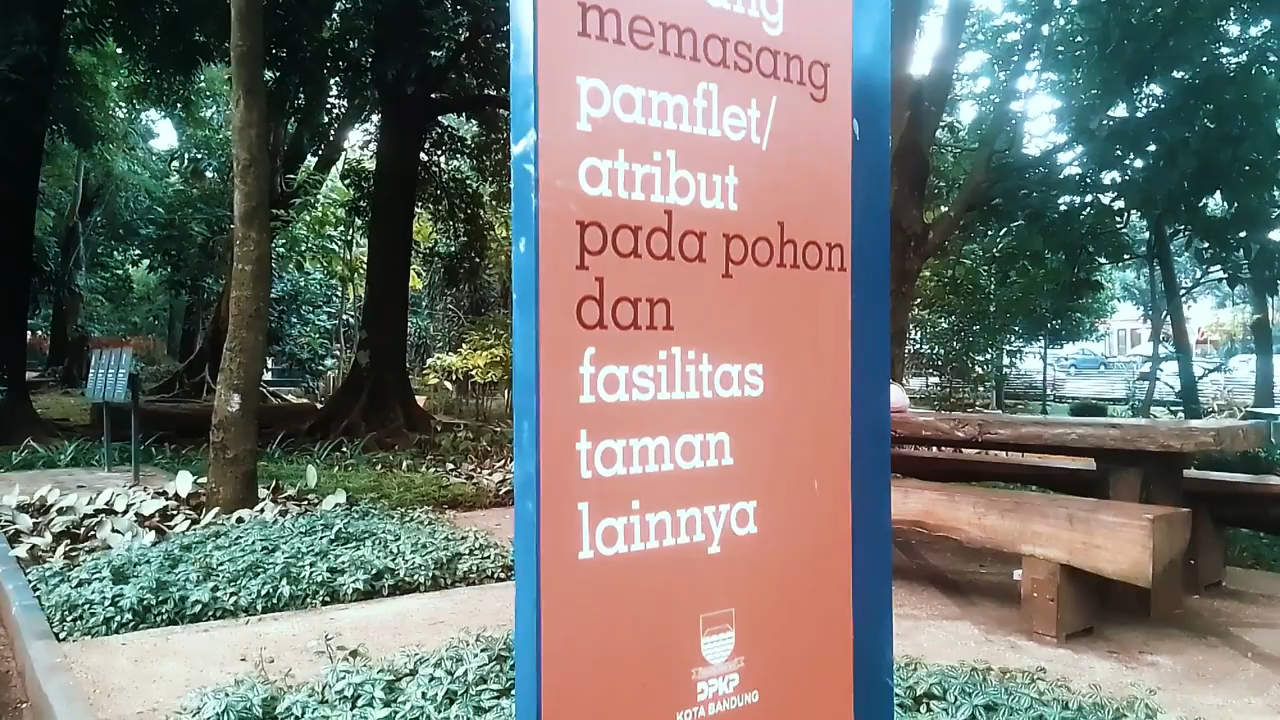 memasang
pamflet/
atribut
pada pohon
dan
fasilitas
taman
lainnya
DPKP
KOTA BANDUNG